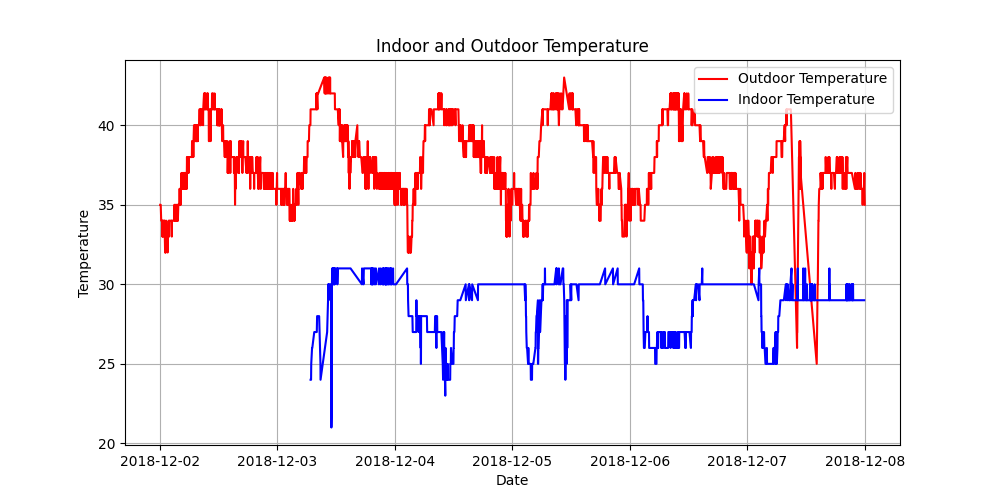 Indoor and Outdoor Temperature
Outdoor Temperature
Indoor Temperature
Temperature
40
35
30
25
20
2018-12-02 2018-12-03 2018-12-04 2018-12-05 2018-12-06 2018-12-07 2018-12-08
Date